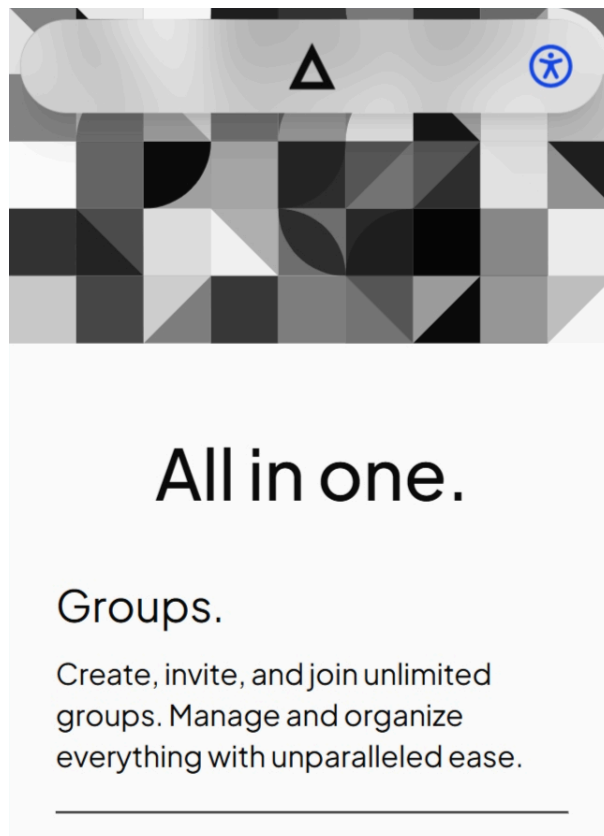 All in one.
Groups.
Create, invite, and join unlimited
groups. Manage and organize
everything with unparalleled ease.